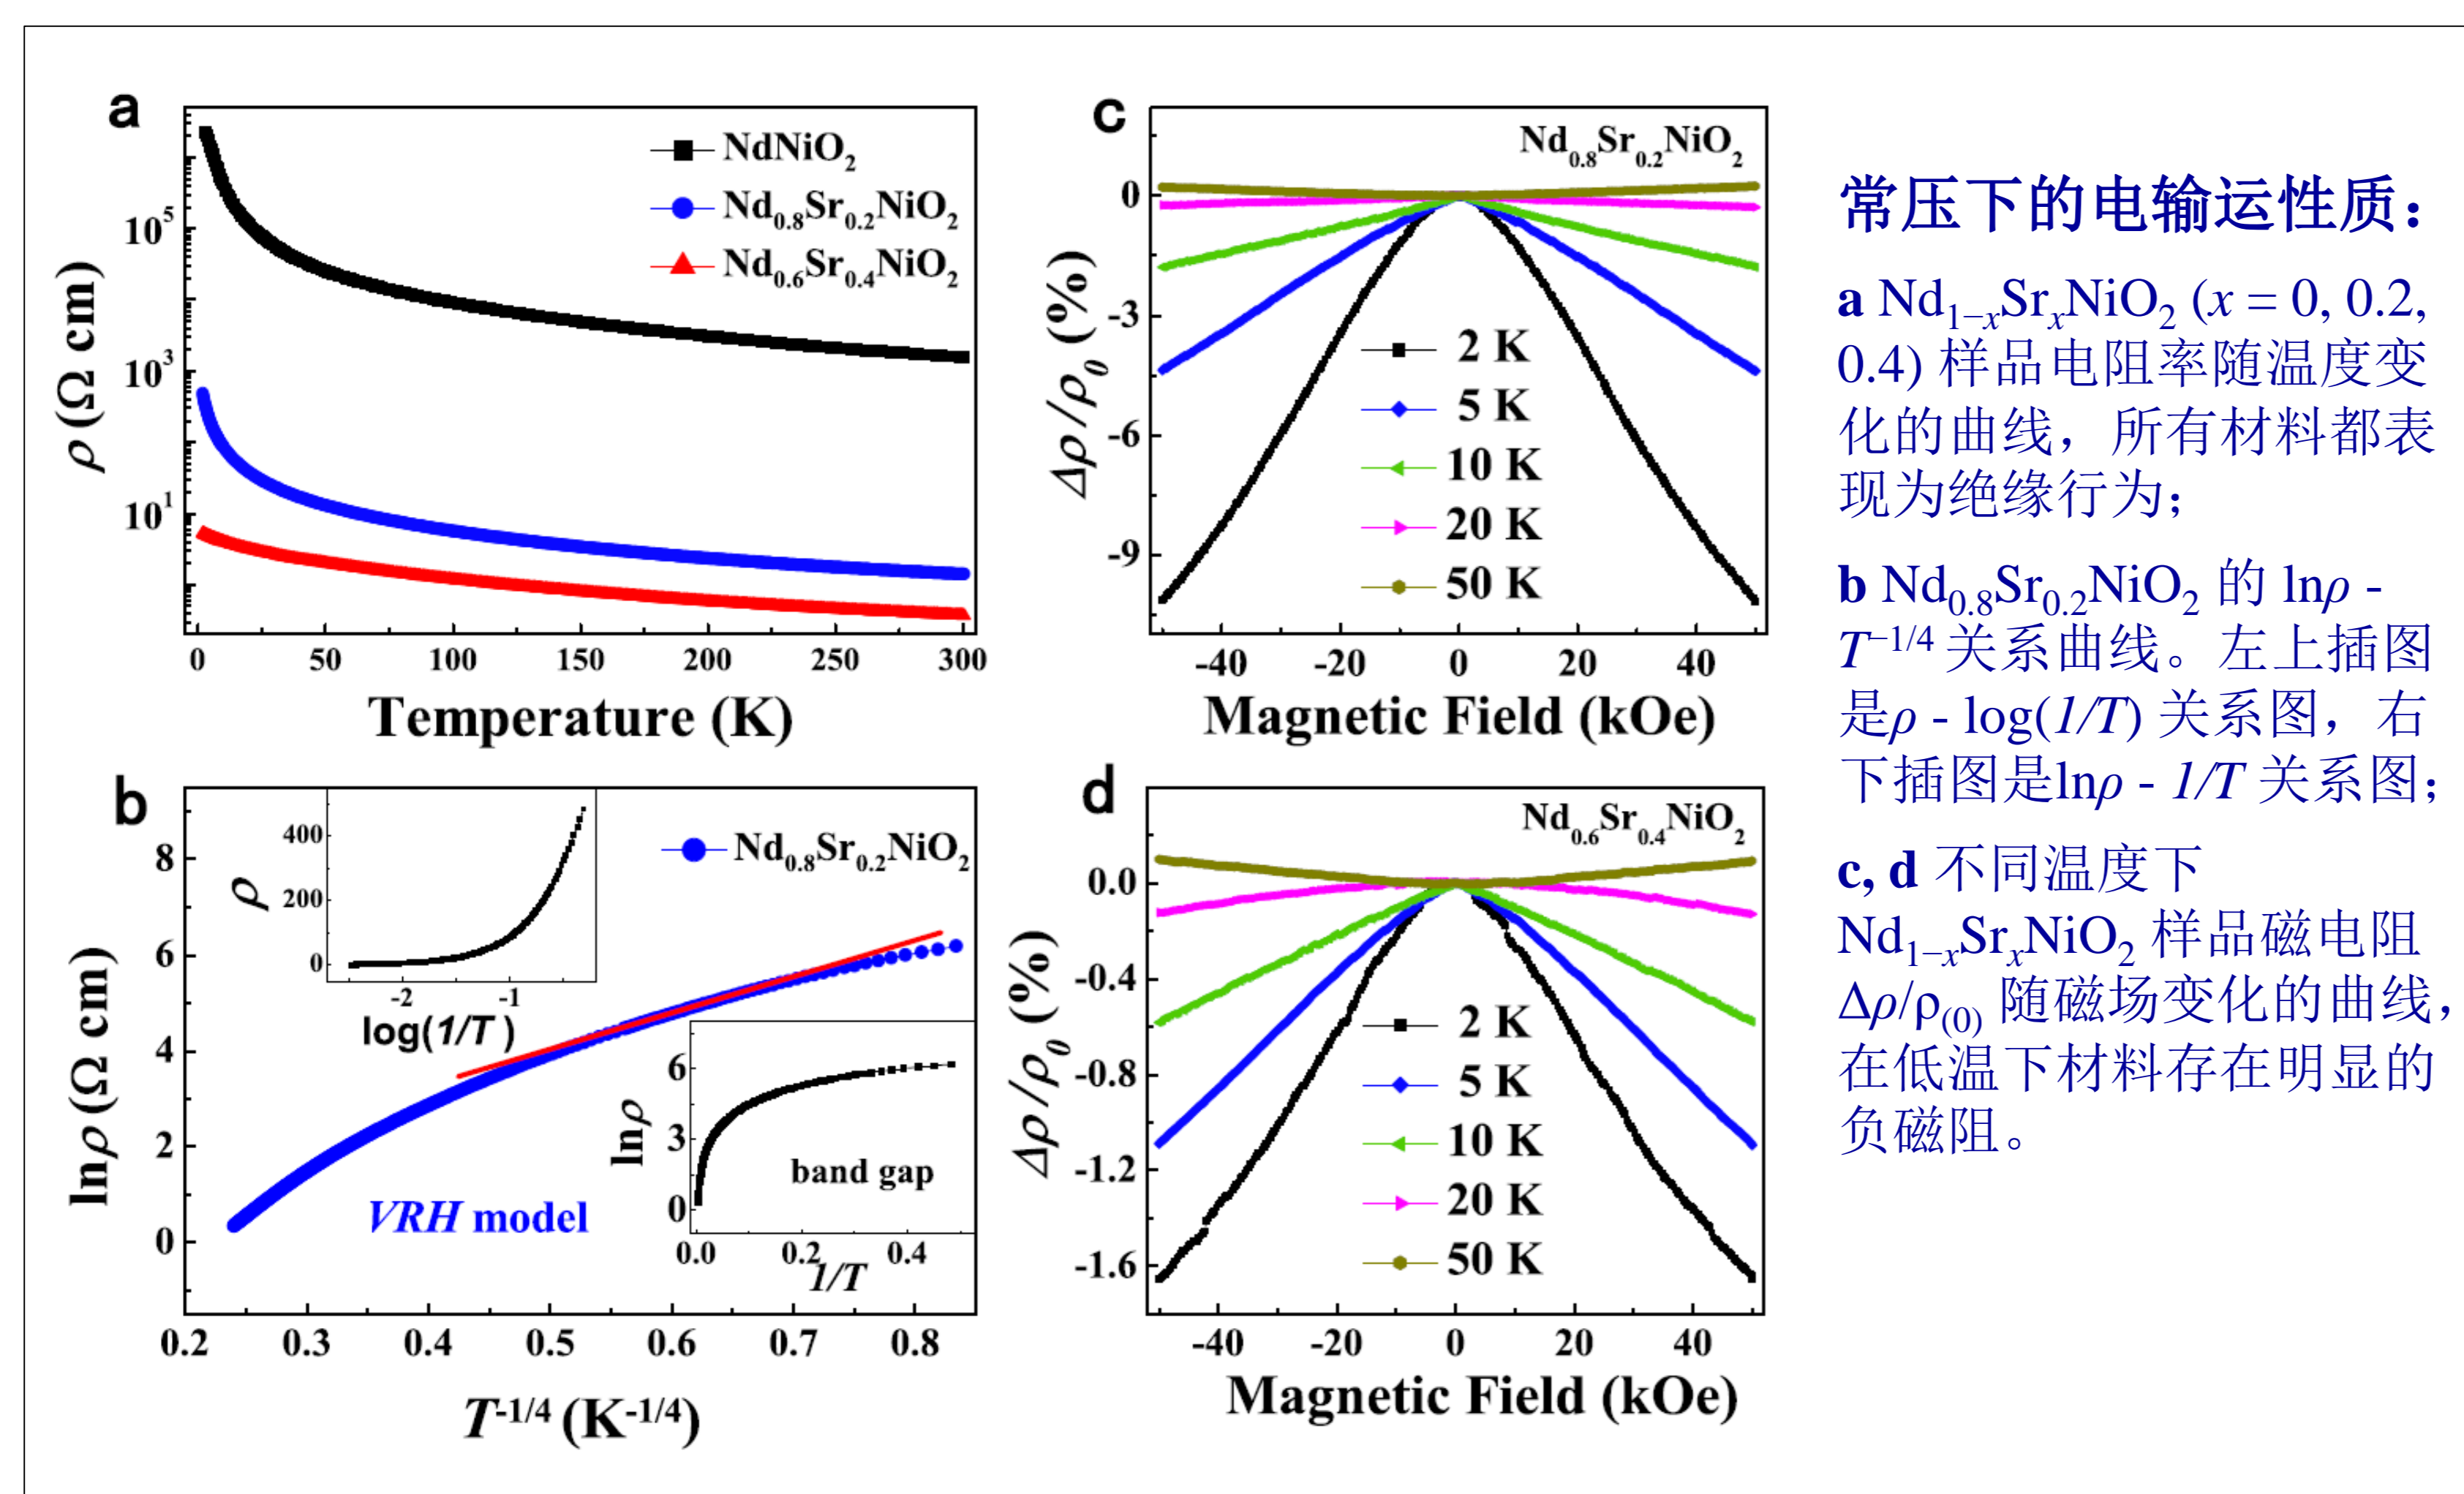 a
NdNiO₂
Nd₀.₈Sr₀.₂NiO₂
Nd₀.₆Sr₀.₄NiO₂
10⁵
10³
10¹
ρ (Ω cm)
0 50 100 150 200 250 300
Temperature (K)
b
Nd₀.₈Sr₀.₂NiO₂
8
6
4
2
0
lnρ (Ω cm)
400
200
0
ρ
-2 -1
log(1/T)
6
3
0
lnρ
band gap
0.0 0.2 0.4
1/T
VRH model
0.2 0.3 0.4 0.5 0.6 0.7 0.8
T⁻¹/⁴ (K⁻¹/⁴)
c
Nd₀.₈Sr₀.₂NiO₂
0
-3
-6
-9
Δρ/ρ₀ (%)
2 K
5 K
10 K
20 K
50 K
-40 -20 0 20 40
Magnetic Field (kOe)
d
Nd₀.₆Sr₀.₄NiO₂
0.0
-0.4
-0.8
-1.2
-1.6
Δρ/ρ₀ (%)
2 K
5 K
10 K
20 K
50 K
-40 -20 0 20 40
Magnetic Field (kOe)
常压下的电输运性质：
a Nd₁₋ₓSrₓNiO₂ (x = 0, 0.2,
0.4) 样品电阻率随温度变
化的曲线，所有材料都表
现为绝缘行为；
b Nd₀.₈Sr₀.₂NiO₂ 的 lnρ -
T⁻¹/⁴ 关系曲线。左上插图
是ρ - log(1/T) 关系图，右
下插图是lnρ - 1/T 关系图；
c, d 不同温度下
Nd₁₋ₓSrₓNiO₂ 样品磁电阻
Δρ/ρ₍₀₎ 随磁场变化的曲线，
在低温下材料存在明显的
负磁阻。